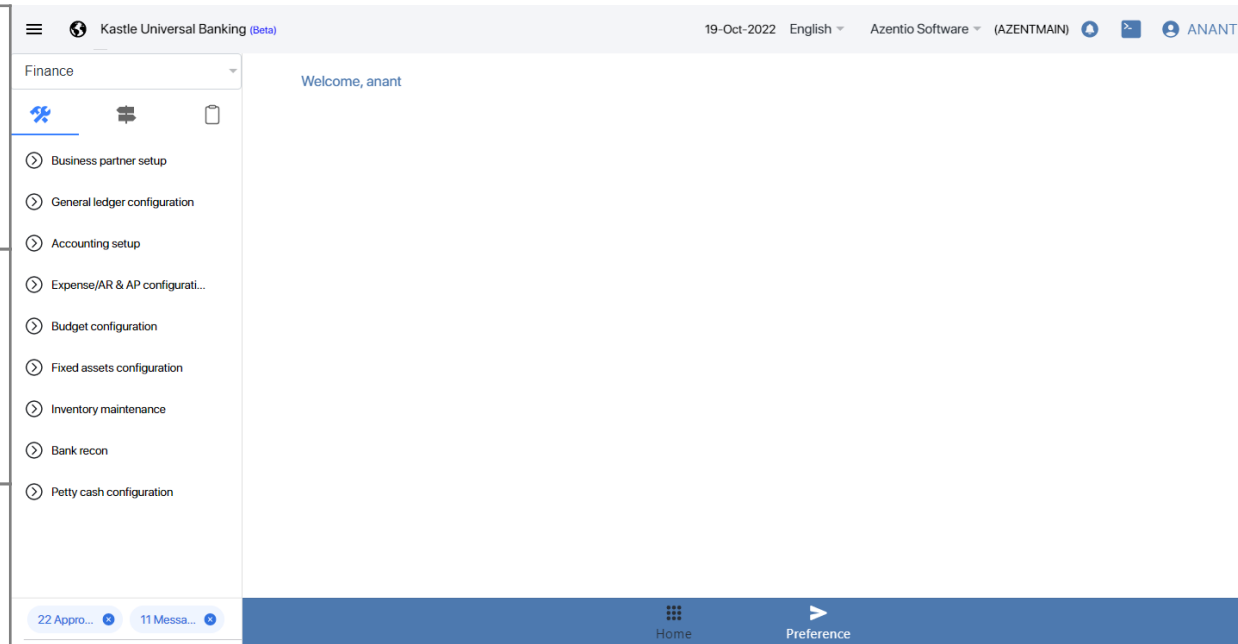 Kastle Universal Banking (Beta)
19-Oct-2022 English Azentio Software (AZENTMAIN) ANANT
Finance
Welcome, anant
Business partner setup
General ledger configuration
Accounting setup
Expense/AR & AP configurati...
Budget configuration
Fixed assets configuration
Inventory maintenance
Bank recon
Petty cash configuration
22 Appro... 11 Messa...
Home Preference